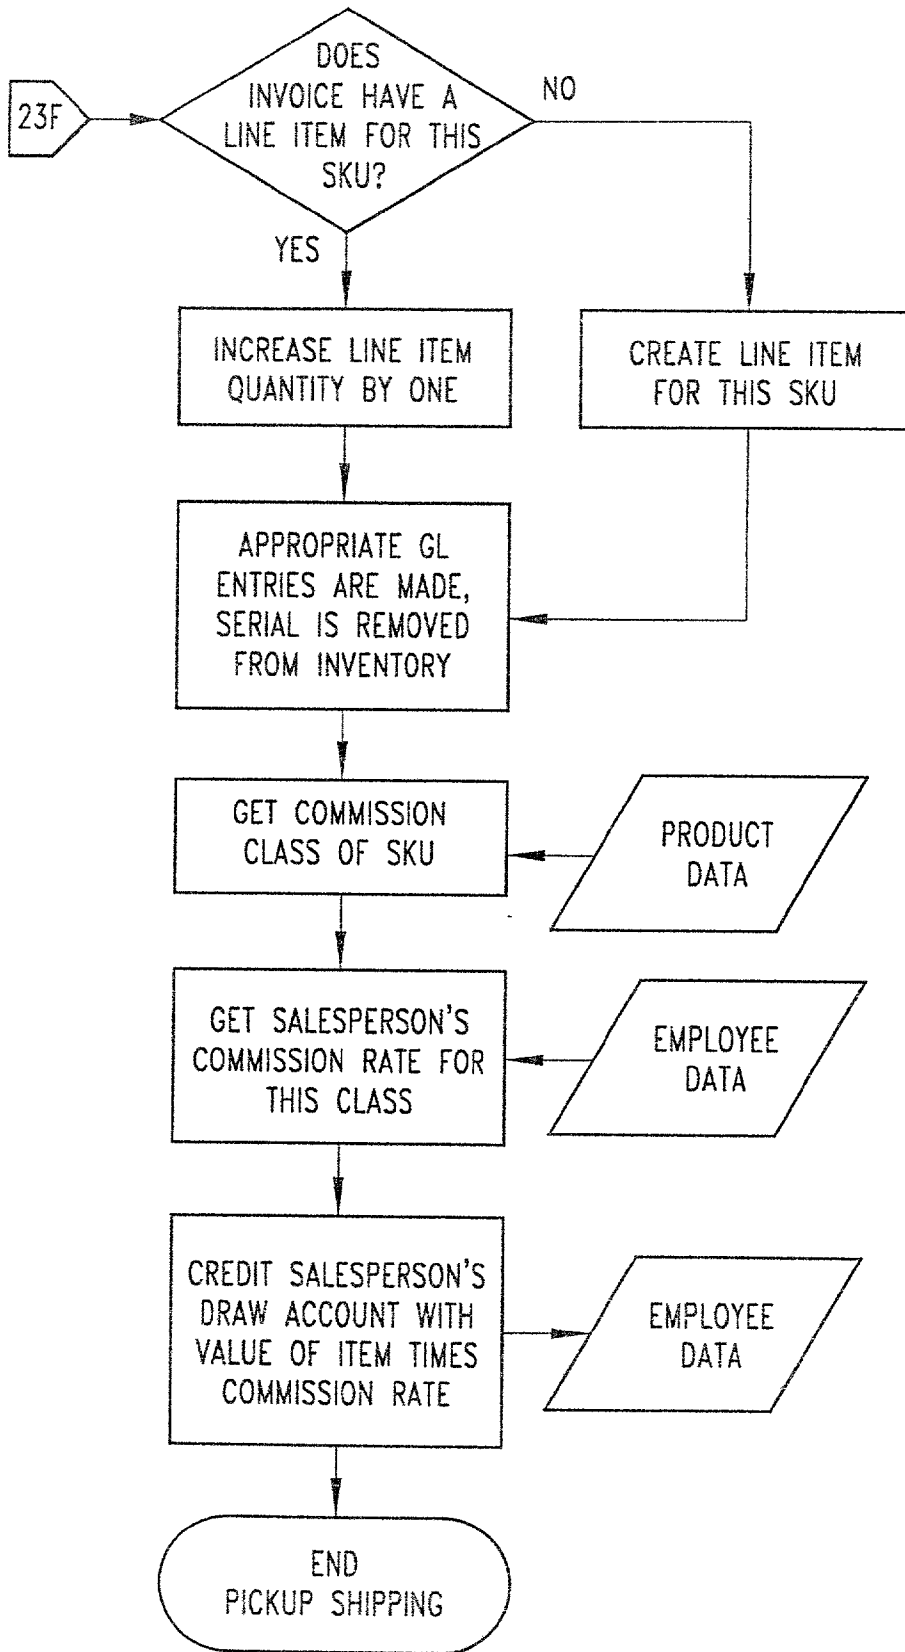 DOES
INVOICE HAVE A
LINE ITEM FOR THIS
SKU?
23F
NO
YES
INCREASE LINE ITEM
QUANTITY BY ONE
CREATE LINE ITEM
FOR THIS SKU
APPROPRIATE GL
ENTRIES ARE MADE,
SERIAL IS REMOVED
FROM INVENTORY
GET COMMISSION
CLASS OF SKU
PRODUCT
DATA
GET SALESPERSON'S
COMMISSION RATE FOR
THIS CLASS
EMPLOYEE
DATA
CREDIT SALESPERSON'S
DRAW ACCOUNT WITH
VALUE OF ITEM TIMES
COMMISSION RATE
EMPLOYEE
DATA
END
PICKUP SHIPPING